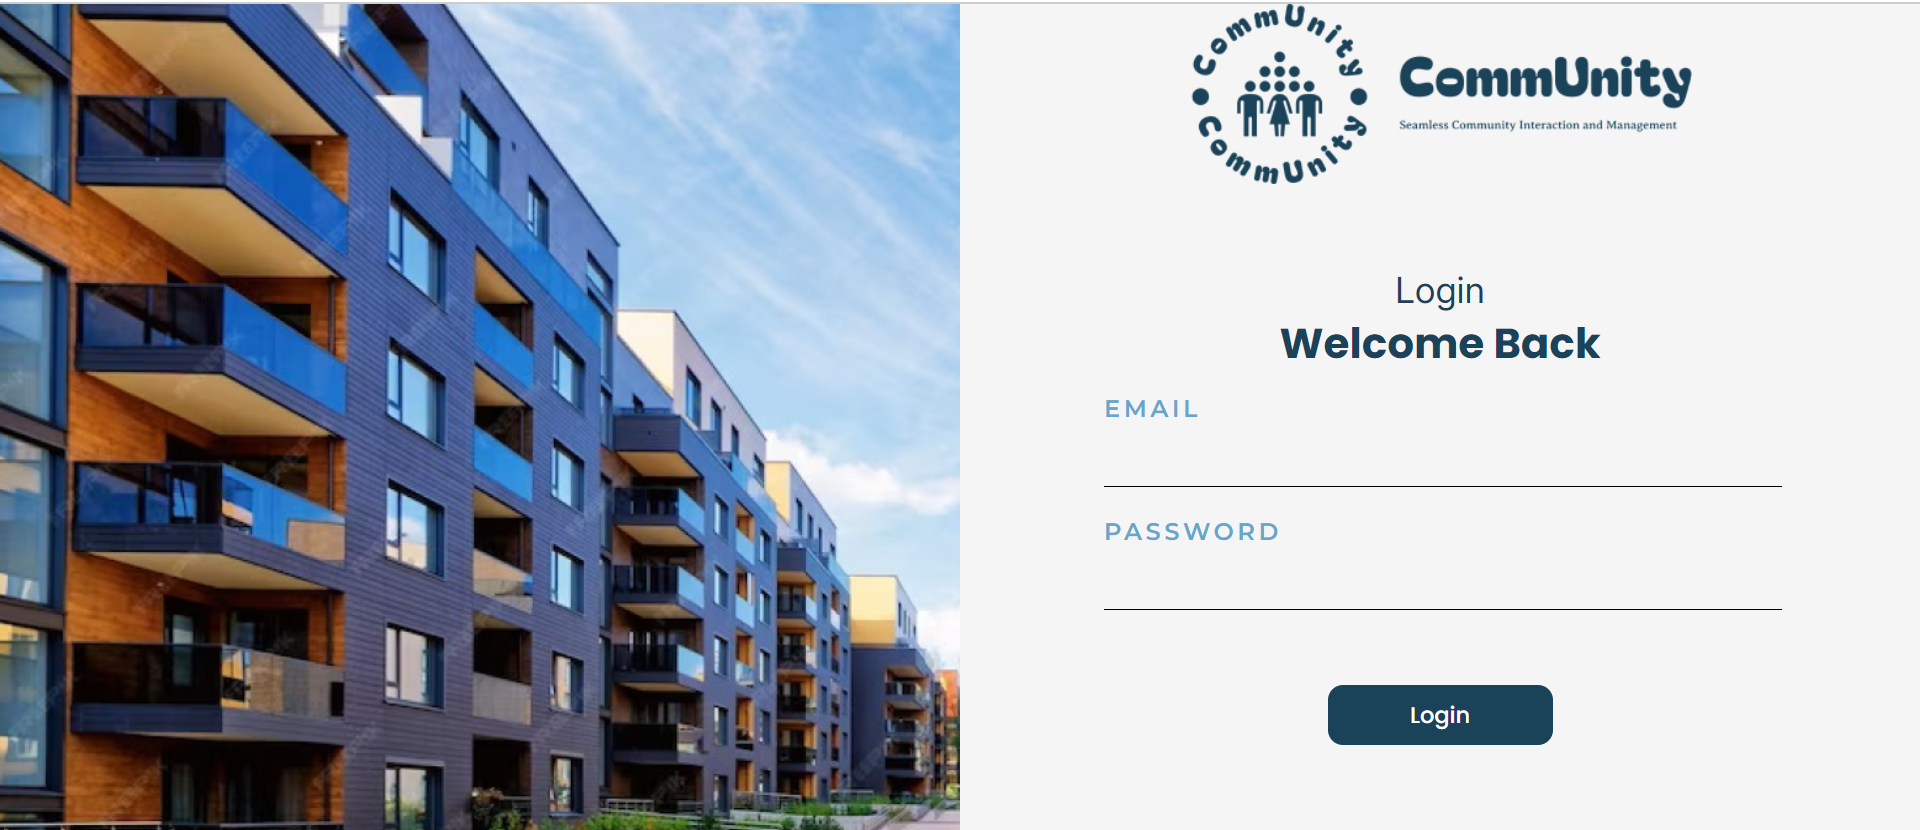 CommUnity
CommUnity
CommUnity
Seamless Community Interaction and Management
Login
Welcome Back
EMAIL
PASSWORD
Login